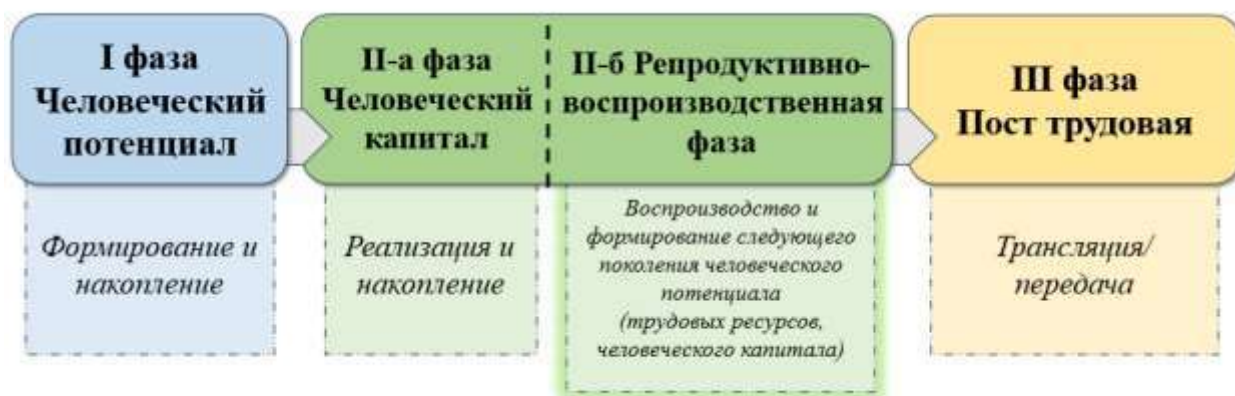 I фаза
Человеческий
потенциал
II-а фаза
Человеческий
капитал
II-б Репродуктивно-
воспроизводственная
фаза
III фаза
Пост трудовая
Формирование и
накопление
Реализация и
накопление
Воспроизводство и
формирование следующего
поколения человеческого
потенциала
(трудовых ресурсов,
человеческого капитала)
Трансляция/
передача